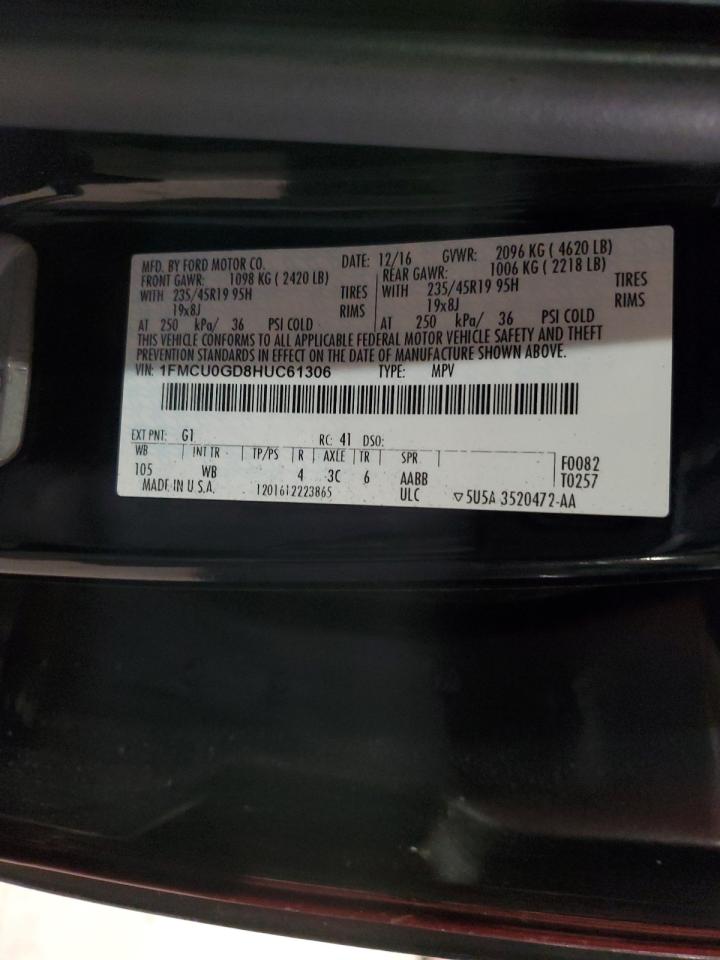 MFD. BY FORD MOTOR CO. DATE: 12/16 GVWR: 2096 KG ( 4620 LB)
FRONT GAWR: 1098 KG ( 2420 LB) REAR GAWR: 1006 KG ( 2218 LB)
WITH 235/45R19 95H TIRES WITH 235/45R19 95H TIRES
19x8J RIMS 19x8J RIMS
AT 250 kPa/ 36 PSI COLD AT 250 kPa/ 36 PSI COLD
THIS VEHICLE CONFORMS TO ALL APPLICABLE FEDERAL MOTOR VEHICLE SAFETY AND THEFT
PREVENTION STANDARDS IN EFFECT ON THE DATE OF MANUFACTURE SHOWN ABOVE.
VIN: 1FMCU0GD8HUC61306 TYPE: MPV
EXT PNT: G1 RC: 41 DSO:
WB INT TR TP/PS R AXLE TR SPR F0082
105 WB 4 3C 6 AABB T0257
MADE IN U.S.A. 1201612223865 ULC ▽5U5A 3520472-AA